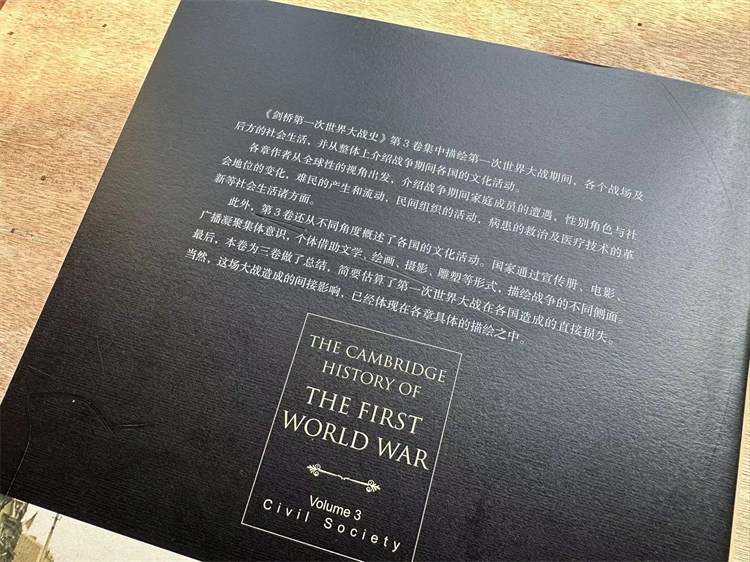 《剑桥第一次世界大战史》第3卷集中描绘第一次世界大战期间，各个战场及
后方的社会生活，并从整体上介绍战争期间各国的文化活动。
各章作者从全球性的视角出发，介绍战争期间家庭成员的遭遇，性别角色与社
会地位的变化，难民的产生和流动，民间组织的活动，病患的救治及医疗技术的革
新等社会生活诸方面。
此外，第3卷还从不同角度概述了各国的文化活动。国家通过宣传册、电影、
广播凝聚集体意识，个体借助文学、绘画、摄影、雕塑等形式，描绘战争的不同侧面。
最后，本卷为三卷做了总结，简要估算了第一次世界大战在各国造成的直接损失。
当然，这场大战造成的间接影响，已经体现在各章具体的描绘之中。
THE CAMBRIDGE
HISTORY OF
THE FIRST
WORLD WAR
Volume 3
Civil Society